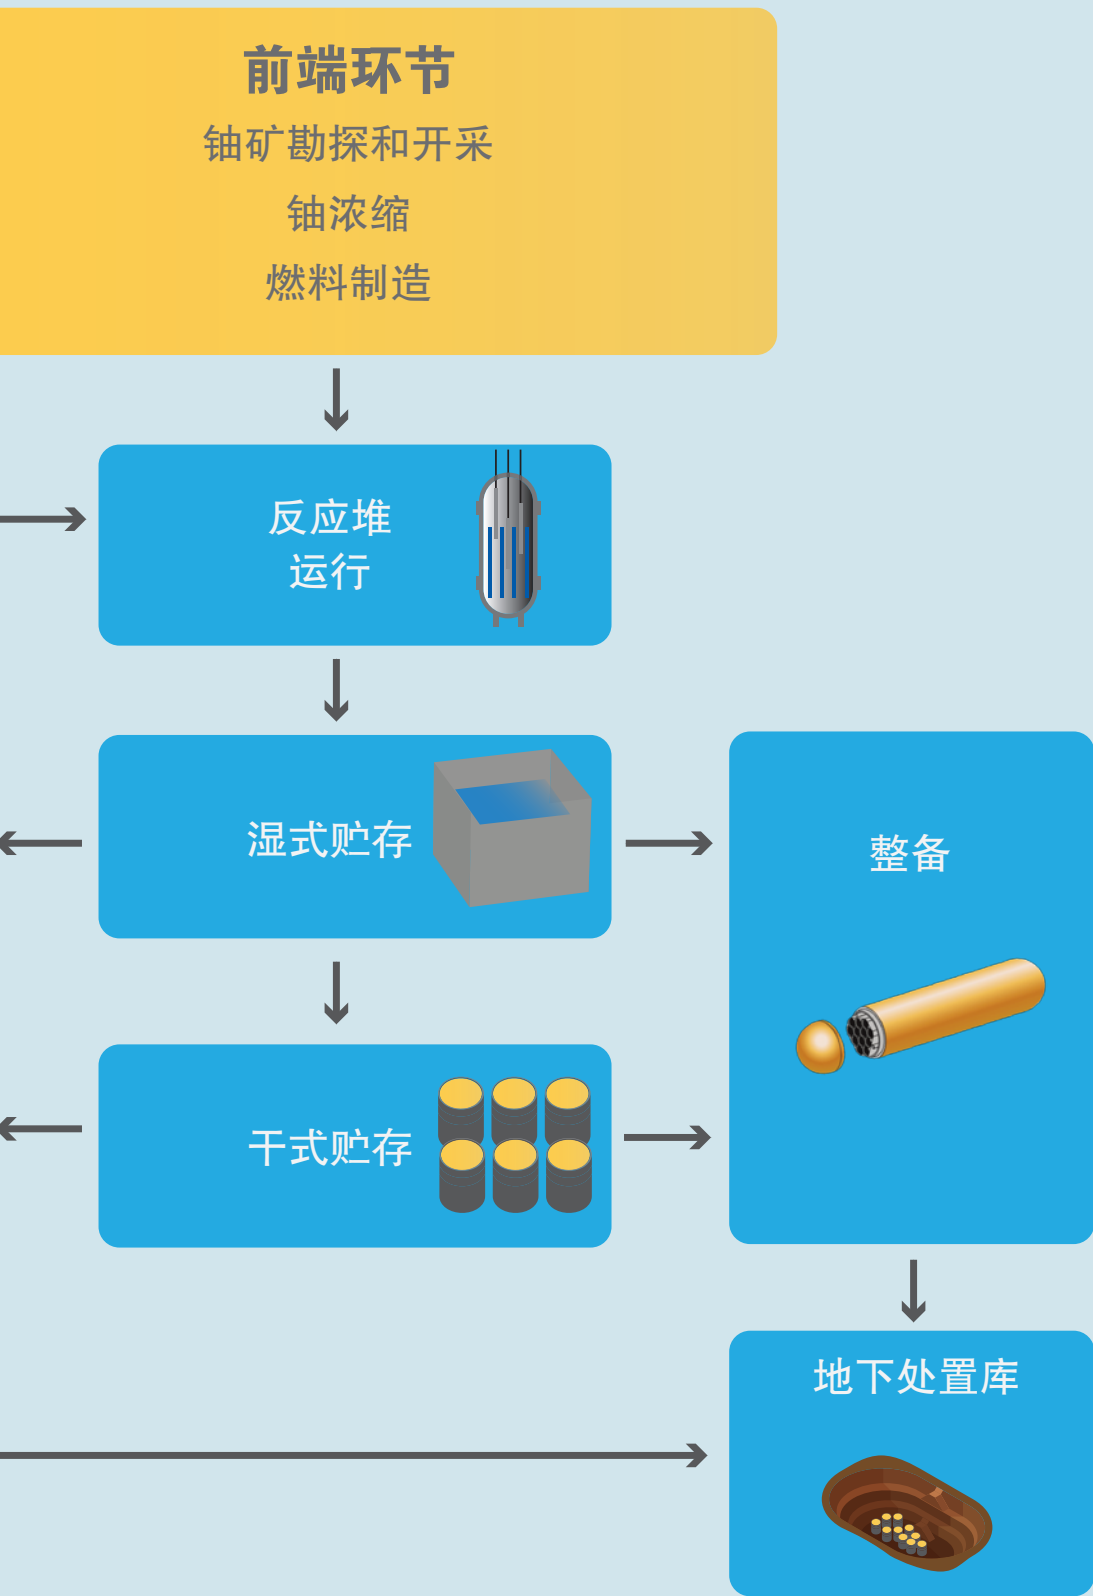 前端环节
铀矿勘探和开采
铀浓缩
燃料制造
反应堆
运行
湿式贮存
整备
干式贮存
地下处置库